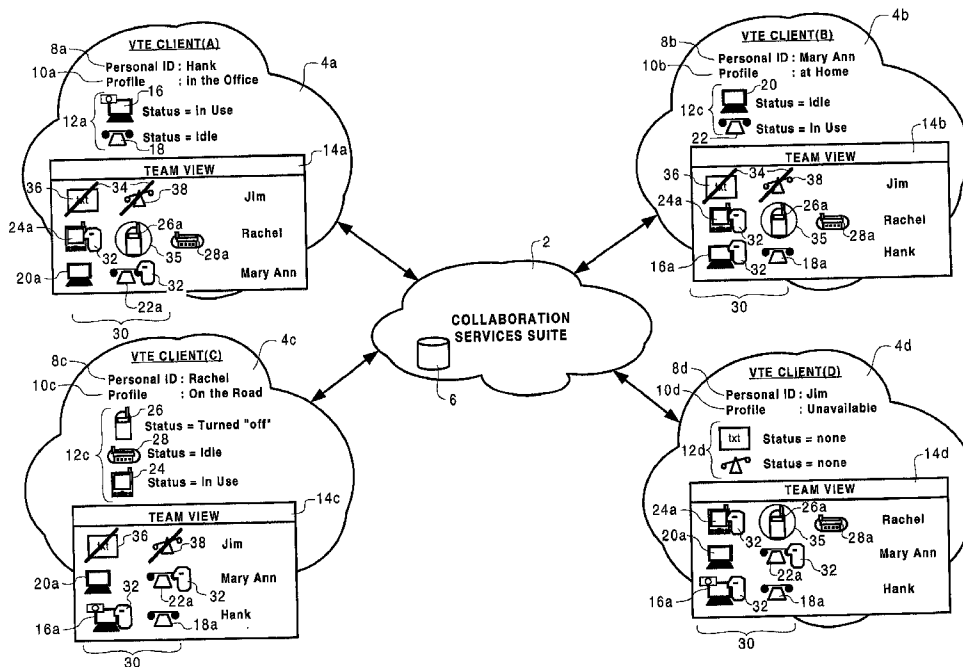 VTE CLIENT(A)
8a
Personal ID : Hank
10a
Profile : in the Office
4a
16
12a
Status = In Use
Status = Idle
18
14a
TEAM VIEW
36
txt
34
38
Jim
24a
32
26a
35
28a
Rachel
20a
22a
32
Mary Ann
30
VTE CLIENT(B)
8b
Personal ID : Mary Ann
10b
Profile : at Home
4b
20
12c
Status = Idle
Status = In Use
22
14b
TEAM VIEW
36
txt
34
38
Jim
24a
32
26a
35
28a
Rachel
16a
32
18a
Hank
30
2
COLLABORATION
SERVICES SUITE
6
VTE CLIENT(C)
8c
Personal ID : Rachel
10c
Profile : On the Road
4c
26
Status = Turned "off"
28
12c
Status = Idle
24
Status = In Use
14c
TEAM VIEW
txt
36
38
Jim
20a
22a
32
Mary Ann
32
16a
18a
Hank
30
VTE CLIENT(D)
8d
Personal ID : Jim
10d
Profile : Unavailable
4d
12d
txt
Status = none
Status = none
14d
TEAM VIEW
24a
32
26a
35
28a
Rachel
20a
22a
32
Mary Ann
16a
32
18a
Hank
30